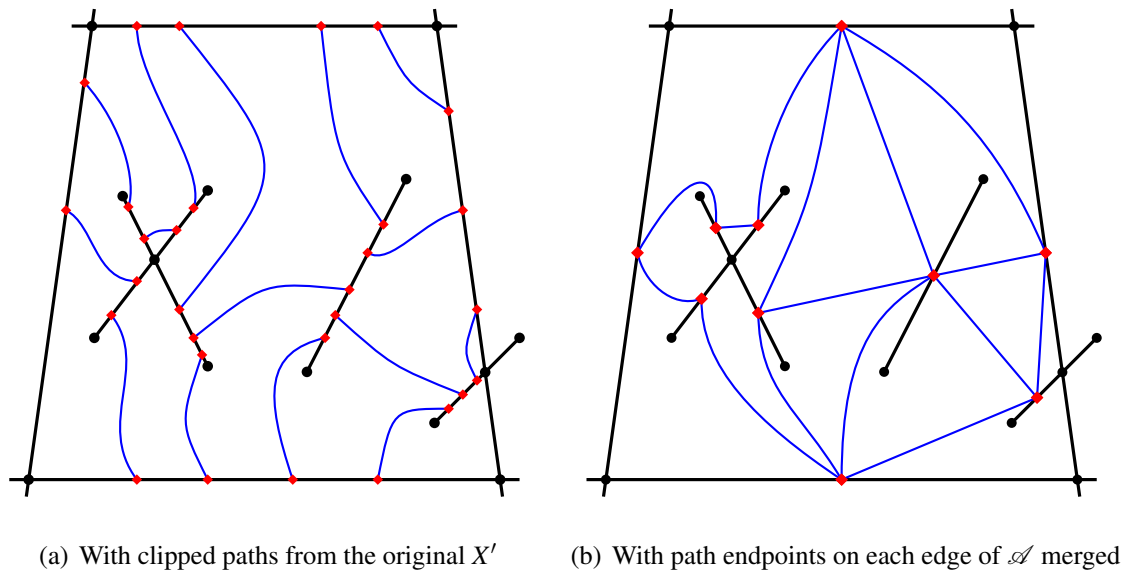 (a) With clipped paths from the original X′
(b) With path endpoints on each edge of 𝒜 merged